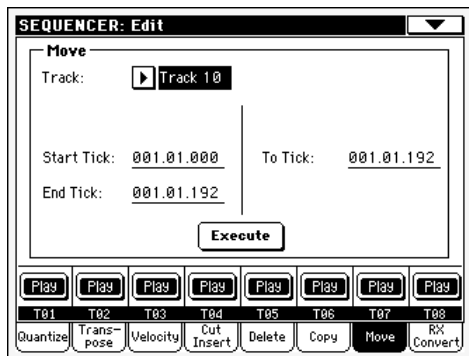 SEQUENCER: Edit
Move
Track: Track 10
Start Tick: 001.01.000 To Tick: 001.01.192
End Tick: 001.01.192
Execute
Play Play Play Play Play Play Play Play
T01 T02 T03 T04 T05 T06 T07 T08
Quantize Trans- Velocity Cut Delete Copy Move RX
pose Insert Convert